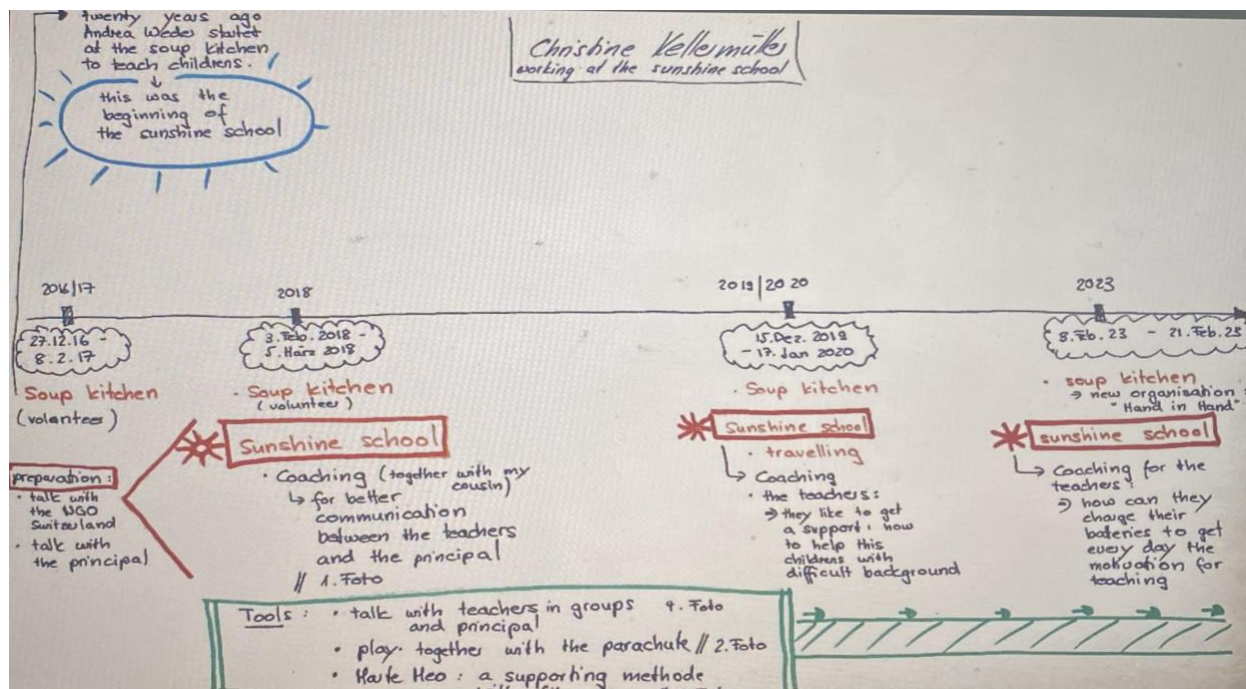 twenty years ago
Andrea Weder startet
at the soup kitchen
to teach childrens.
this was the
beginning of
the sunshine school
Christine Kellermüller
working at the sunshine school
2016/17
27.12.16 -
8.2.17
Soup kitchen
(volunteer)
preparation:
• talk with
the NGO
Switzerland
• talk with
the principal
2018
3. Feb. 2018 -
5. März 2018
• Soup kitchen
(volunteer)
Sunshine school
• Coaching (together with my
cousin)
↳ for better
communication
between the teachers
and the principal
// 1. Foto
2019/2020
15. Dez. 2019
- 17. Jan 2020
• Soup kitchen
Sunshine school
• travelling
↳ Coaching
• the teachers:
⇒ they like to get
a support: how
to help this
childrens with
difficult background
2023
8. Feb. 23 - 21. Feb. 23
• soup kitchen
→ new organisation:
"Hand in Hand"
sunshine school
↳ Coaching for the
teachers:
⇒ how can they
charge their
batteries to get
every day the
motivation for
teaching
Tools: • talk with teachers in groups 4. Foto
and principal
• play together with the parachute // 2. Foto
• Marte Meo: a supporting methode